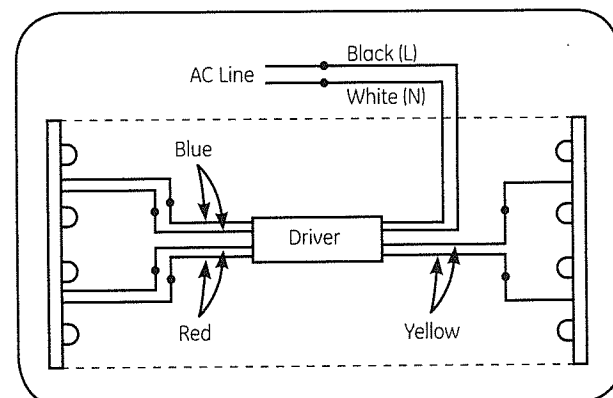 Black (L)
AC Line
White (N)
Blue
Driver
Red
Yellow